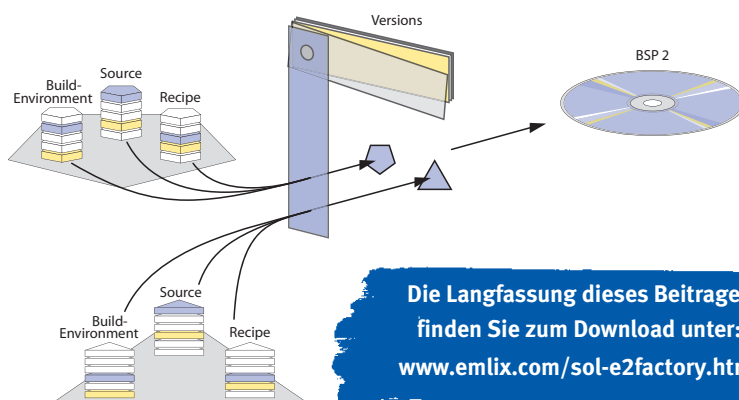 Versions
BSP 2
Source
Build-
Environment
Recipe
Source
Build-
Environment
Recipe
Die Langfassung dieses Beitrage
finden Sie zum Download unter:
www.emlix.com/sol-e2factory.htm